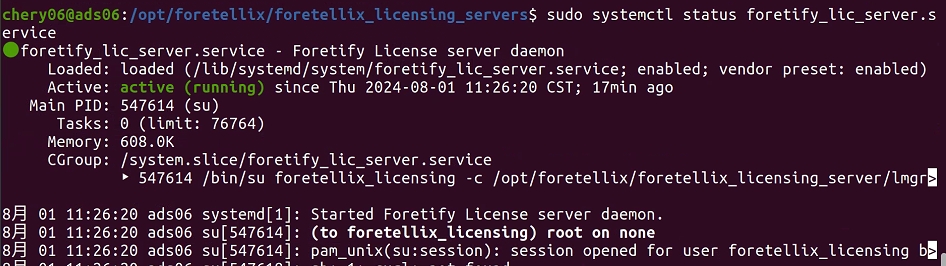 chery06@ads06:/opt/foretellix/foretellix_licensing_servers$ sudo systemctl status foretify_lic_server.s
ervice
foretify_lic_server.service - Foretify License server daemon
Loaded: loaded (/lib/systemd/system/foretify_lic_server.service; enabled; vendor preset: enabled)
Active: active (running) since Thu 2024-08-01 11:26:20 CST; 17min ago
Main PID: 547614 (su)
Tasks: 0 (limit: 76764)
Memory: 608.0K
CGroup: /system.slice/foretify_lic_server.service
‣ 547614 /bin/su foretellix_licensing -c /opt/foretellix/foretellix_licensing_server/lmgr>
8月 01 11:26:20 ads06 systemd[1]: Started Foretify License server daemon.
8月 01 11:26:20 ads06 su[547614]: (to foretellix_licensing) root on none
8月 01 11:26:20 ads06 su[547614]: pam_unix(su:session): session opened for user foretellix_licensing b>